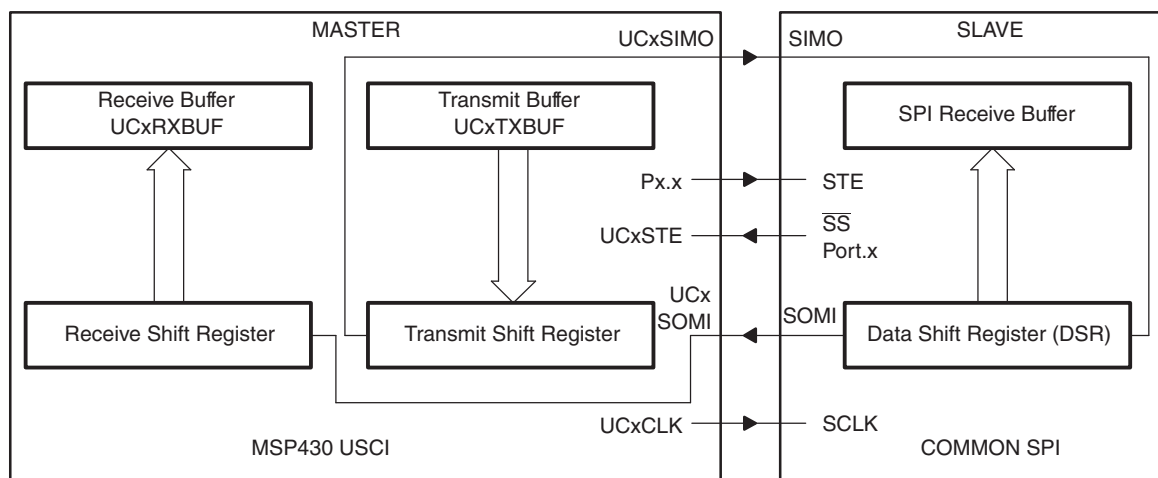 MASTER
UCxSIMO
SIMO
SLAVE
Receive Buffer
UCxRXBUF
Transmit Buffer
UCxTXBUF
SPI Receive Buffer
Px.x
STE
UCxSTE
SS
Port.x
UCx
SOMI
SOMI
Receive Shift Register
Transmit Shift Register
Data Shift Register (DSR)
UCxCLK
SCLK
MSP430 USCI
COMMON SPI